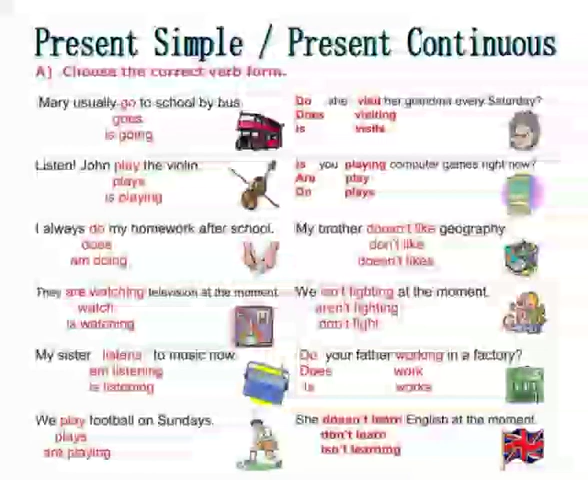 Present Simple / Present Continuous
A) Choose the correct verb form.
Mary usually go to school by bus
goes
is going
Listen! John play the violin.
plays
is playing
I always do my homework after school.
does
am doing
They are watching television at the moment.
watch
is watching
My sister listens to music now.
am listening
is listening
We play football on Sundays.
plays
are playing
Do she visit her grandma every Saturday?
Does visiting
Is visits
Is you playing computer games right now?
Are play
Do plays
My brother doesn't like geography
don't like
doesn't likes
We isn't fighting at the moment.
aren't fighting
don't fight
Do your father working in a factory?
Does work
Is works
She doesn't learn English at the moment.
don't learn
isn't learning